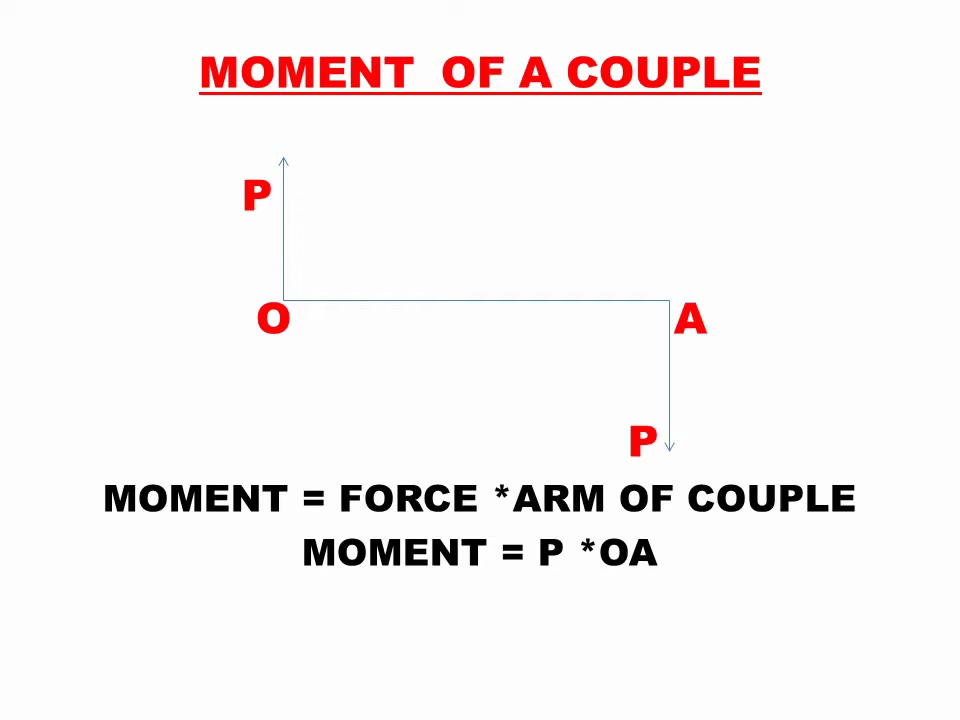 MOMENT OF A COUPLE
P
O
A
P
MOMENT = FORCE *ARM OF COUPLE
MOMENT = P *OA